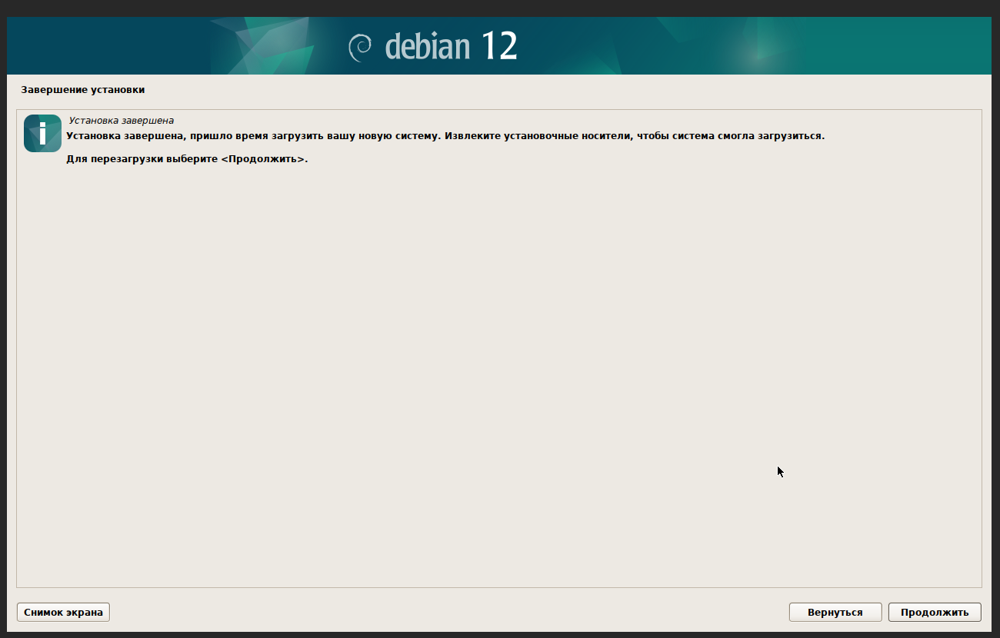 debian 12
Завершение установки
Установка завершена
Установка завершена, пришло время загрузить вашу новую систему. Извлеките установочные носители, чтобы система смогла загрузиться.
Для перезагрузки выберите <Продолжить>.
Снимок экрана
Вернуться
Продолжить